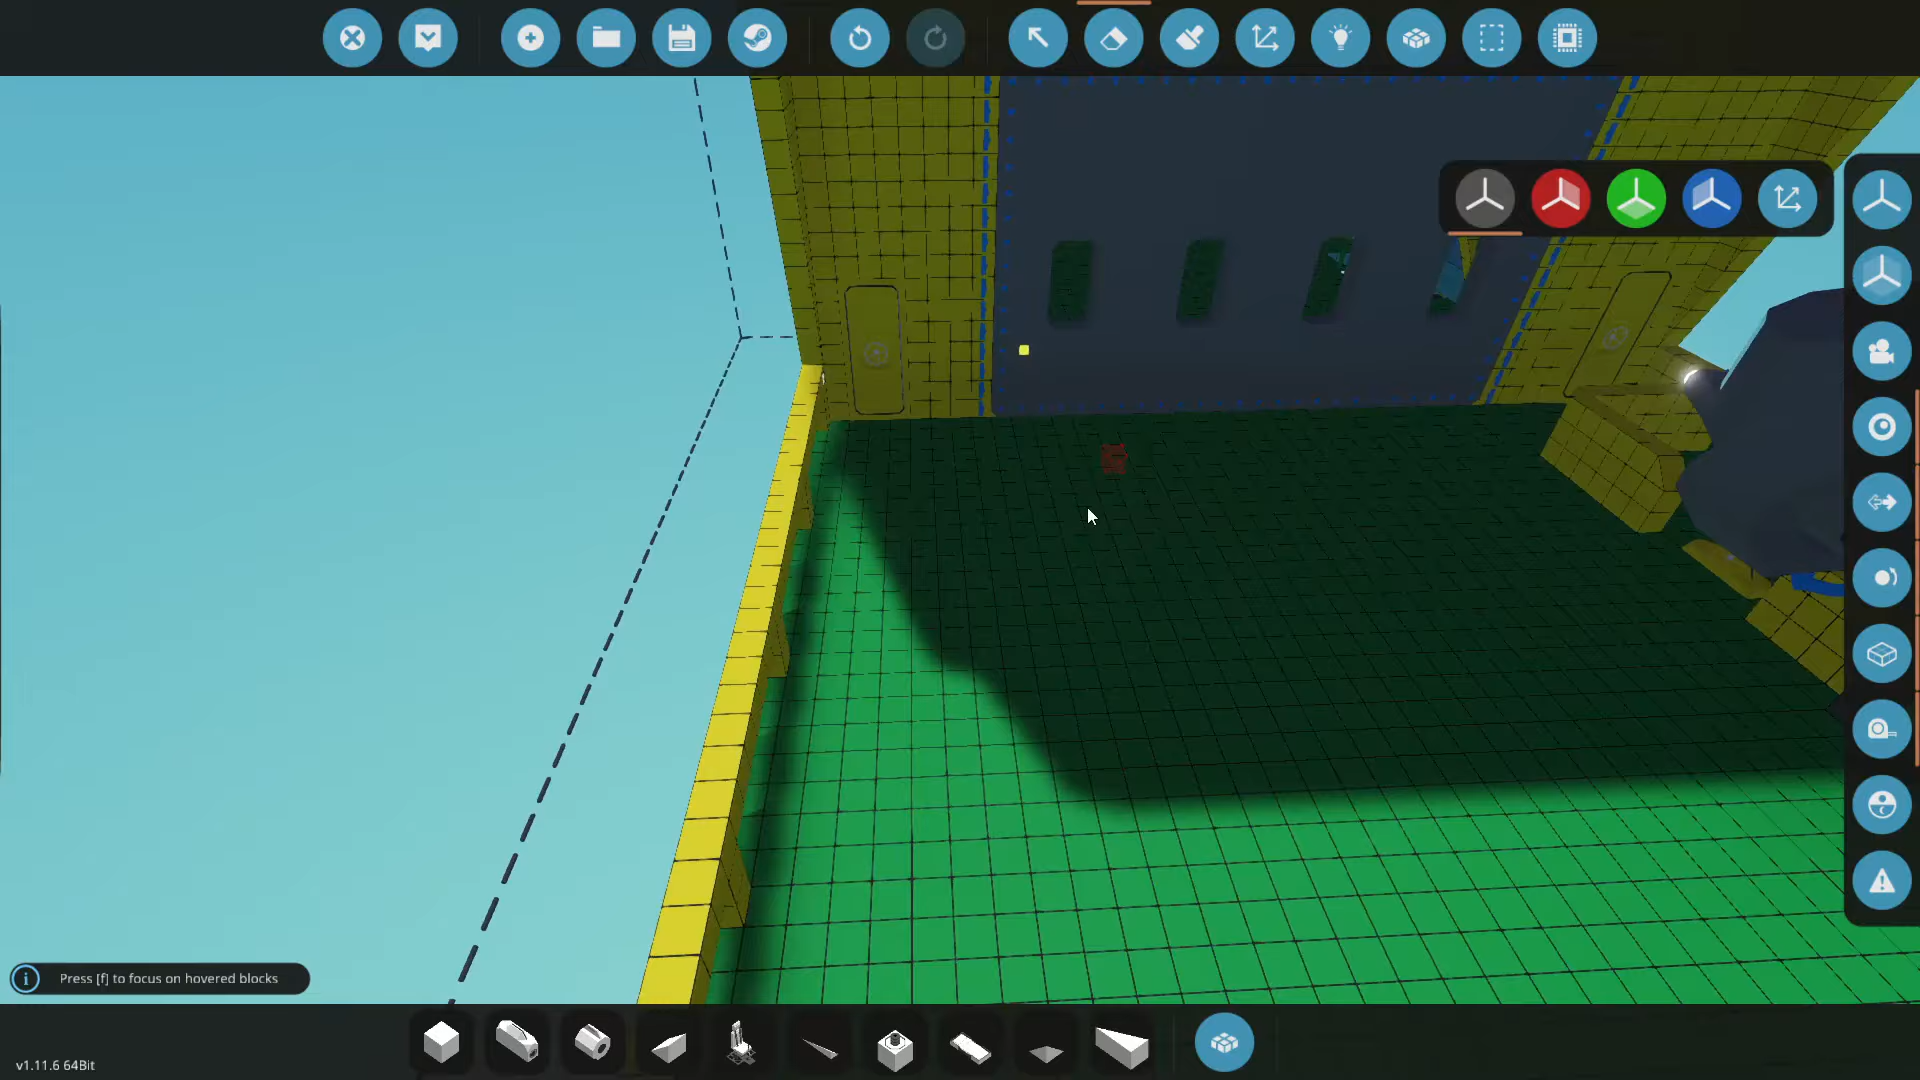 Press [f] to focus on hovered blocks
v1.11.6 64Bit